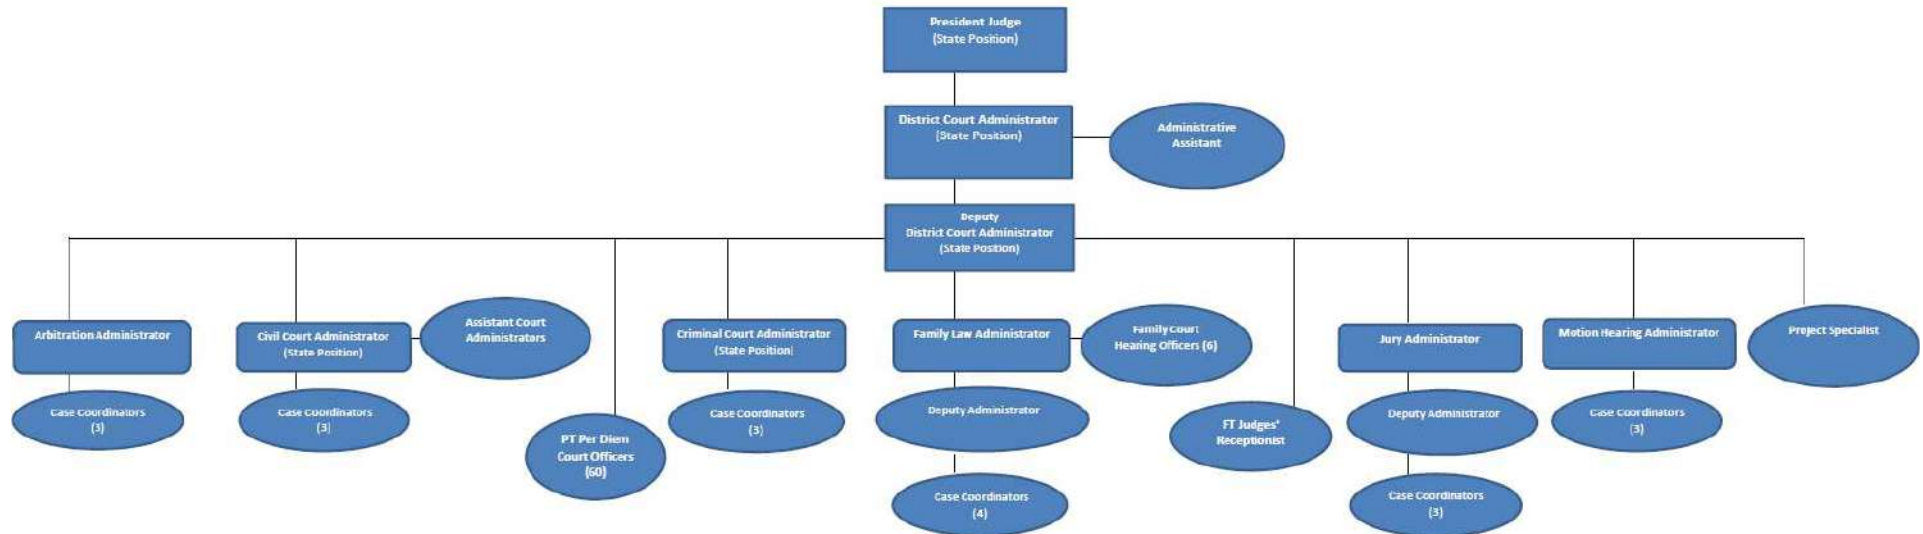 President Judge
(State Position)
District Court Administrator
(State Position)
Administrative
Assistant
Deputy
District Court Administrator
(State Position)
Arbitration Administrator
Civil Court Administrator
(State Position)
Assistant Court
Administrators
Criminal Court Administrator
(State Position)
Family Law Administrator
Family Court
Hearing Officers (6)
Jury Administrator
Motion Hearing Administrator
Project Specialist
Case Coordinators
(3)
Case Coordinators
(3)
PT Per Diem
Court Officers
(60)
Case Coordinators
(3)
Deputy Administrator
FT Judges'
Receptionist
Deputy Administrator
Case Coordinators
(3)
Case Coordinators
(4)
Case Coordinators
(3)